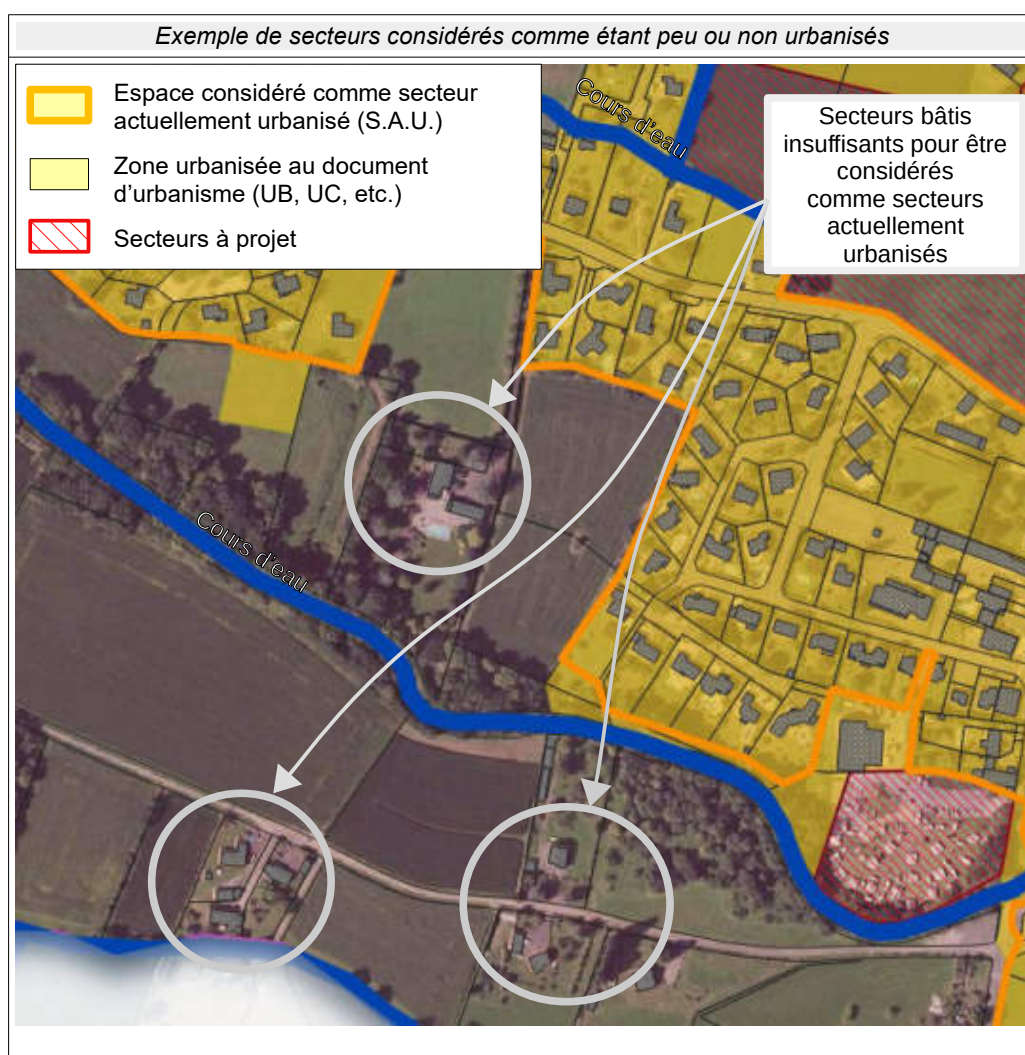 Exemple de secteurs considérés comme étant peu ou non urbanisés
Espace considéré comme secteur
actuellement urbanisé (S.A.U.)
Zone urbanisée au document
d'urbanisme (UB, UC, etc.)
Secteurs à projet
Cours d'eau
Secteurs bâtis
insuffisants pour être
considérés
comme secteurs
actuellement
urbanisés
Cours d'eau